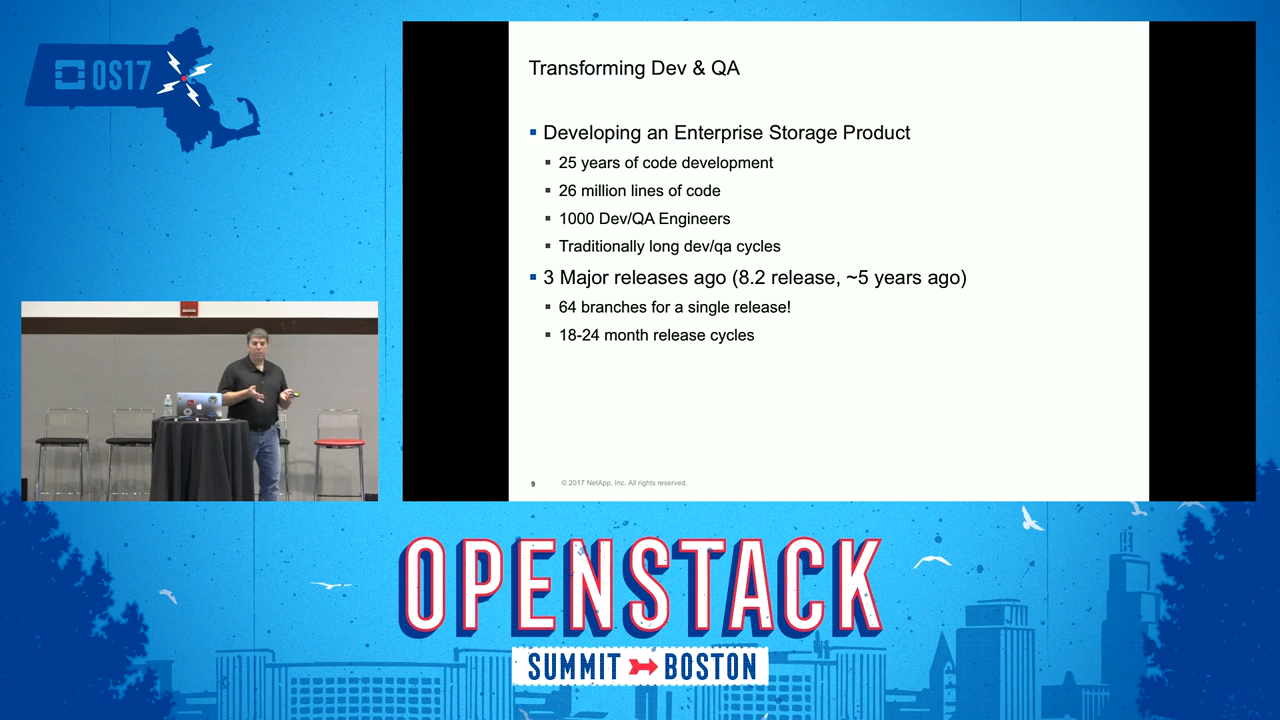 OS17
Transforming Dev & QA
Developing an Enterprise Storage Product
25 years of code development
26 million lines of code
1000 Dev/QA Engineers
Traditionally long dev/qa cycles
3 Major releases ago (8.2 release, ~5 years ago)
64 branches for a single release!
18-24 month release cycles
9 © 2017 NetApp, Inc. All rights reserved.
OPENSTACK
SUMMIT BOSTON